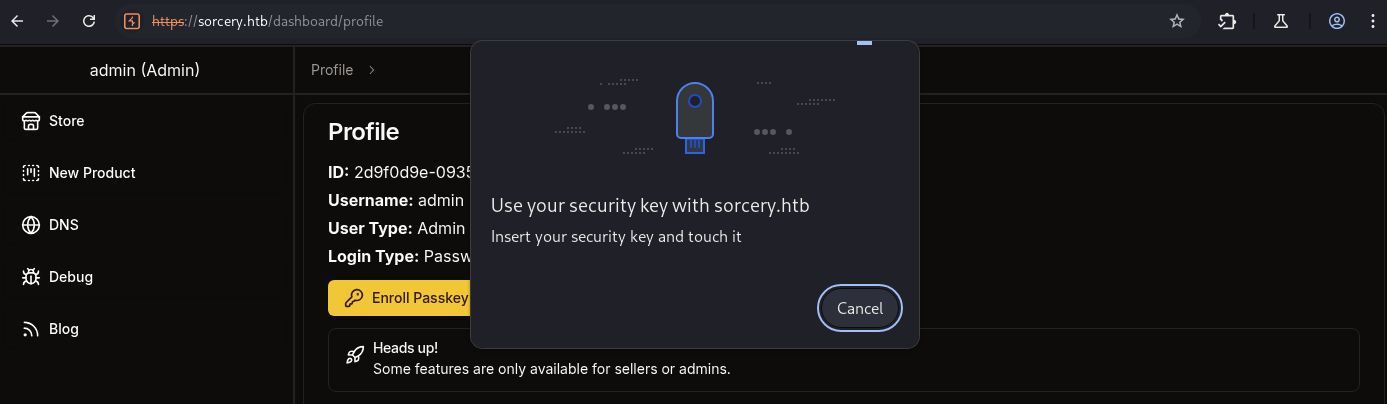 https://sorcery.htb/dashboard/profile
admin (Admin)
Profile
Store
New Product
DNS
Debug
Blog
Profile
ID: 2d9f0d9e-0935
Username: admin
User Type: Admin
Login Type: Passw
Enroll Passkey
Heads up!
Some features are only available for sellers or admins.
Use your security key with sorcery.htb
Insert your security key and touch it
Cancel